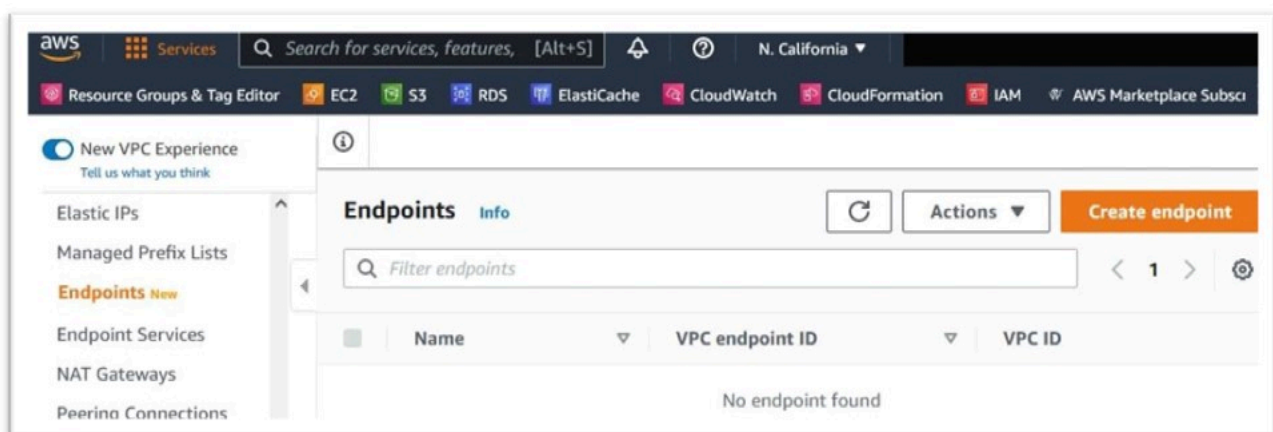 aws Services Search for services, features, [Alt+S] N. California ▼
Resource Groups & Tag Editor EC2 S3 RDS ElastiCache CloudWatch CloudFormation IAM AWS Marketplace
New VPC Experience
Tell us what you think
Elastic IPs
Managed Prefix Lists
Endpoints New
Endpoint Services
NAT Gateways
Peering Connections
Endpoints Info Actions ▼ Create endpoint
Filter endpoints 1
Name VPC endpoint ID VPC ID
No endpoint found